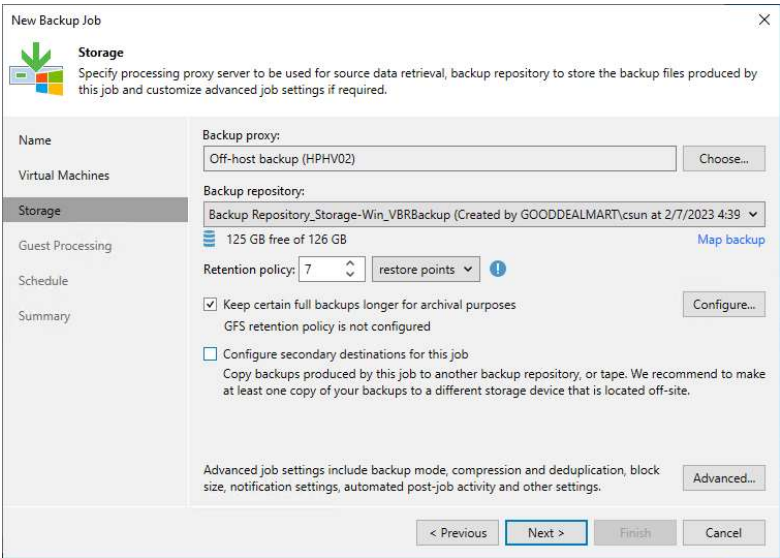 New Backup Job
Storage
Specify processing proxy server to be used for source data retrieval, backup repository to store the backup files produced by
this job and customize advanced job settings if required.
Name
Virtual Machines
Storage
Guest Processing
Schedule
Summary
Backup proxy:
Off-host backup (HPHV02)
Choose...
Backup repository:
Backup Repository_Storage-Win_VBRBackup (Created by GOODDEALMART\csun at 2/7/2023 4:39
125 GB free of 126 GB
Map backup
Retention policy: 7 restore points
Keep certain full backups longer for archival purposes
Configure...
GFS retention policy is not configured
Configure secondary destinations for this job
Copy backups produced by this job to another backup repository, or tape. We recommend to make
at least one copy of your backups to a different storage device that is located off-site.
Advanced job settings include backup mode, compression and deduplication, block
size, notification settings, automated post-job activity and other settings.
Advanced...
< Previous
Next >
Finish
Cancel